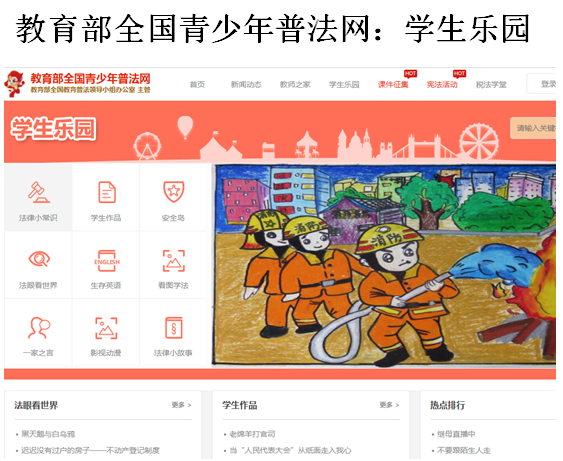 教育部全国青少年普法网：学生乐园
教育部全国青少年普法网
教育部全国教育普法领导小组办公室 主管
首页 新闻动态 教师之家 学生乐园 课件征集 HOT 宪法活动 HOT 税法学堂 登录
学生乐园
请输入关键
法律小常识 学生作品 安全岛
ENGLISH
法眼看世界 生存英语 看画学法
一家之言 影视动漫 法律小故事
消防
消防
消防
法眼看世界 更多 >
黑天鹅与白乌鸦
迟迟没有过户的房子——不动产登记制度
学生作品 更多 >
老绵羊打官司
当“人民代表大会”从纸面走入我心
热点排行
继母直播中
不要跟陌生人走